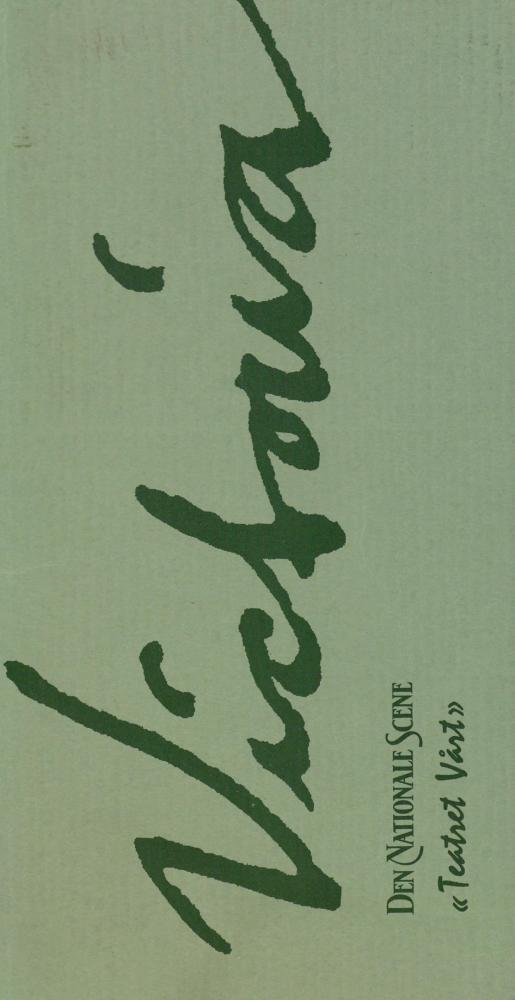 Victoria
DEN NATIONALE SCENE
«Teatret Vårt»